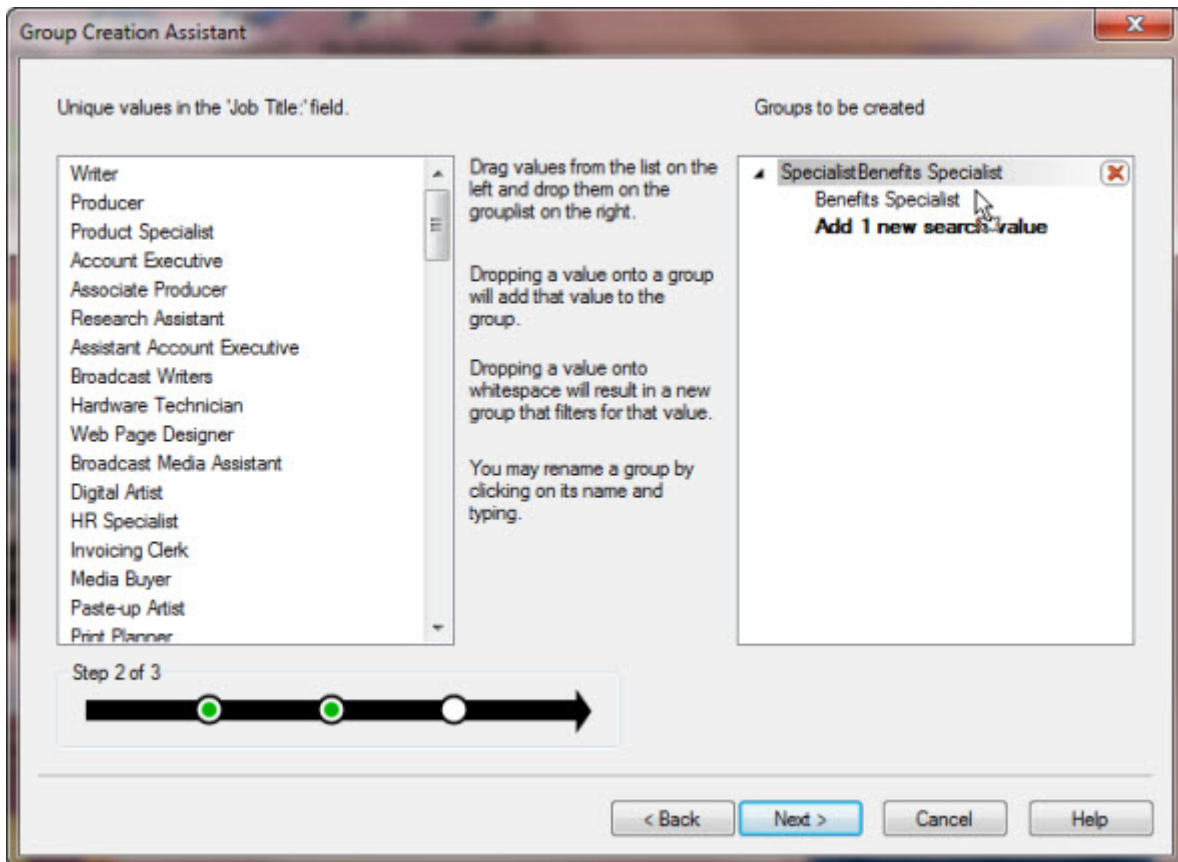 Group Creation Assistant
Unique values in the 'Job Title:' field.
Writer
Producer
Product Specialist
Account Executive
Associate Producer
Research Assistant
Assistant Account Executive
Broadcast Writers
Hardware Technician
Web Page Designer
Broadcast Media Assistant
Digital Artist
HR Specialist
Invoicing Clerk
Media Buyer
Paste-up Artist
Print Planner
Drag values from the list on the
left and drop them on the
grouplist on the right.
Dropping a value onto a group
will add that value to the
group.
Dropping a value onto
whitespace will result in a new
group that filters for that value.
You may rename a group by
clicking on its name and
typing.
Groups to be created
SpecialistBenefits Specialist
Benefits Specialist
Add 1 new search value
Step 2 of 3
< Back
Next >
Cancel
Help